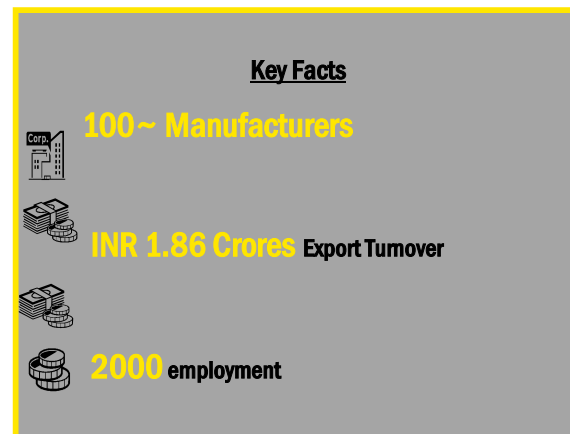 Key Facts
100~ Manufacturers
Corp.
INR 1.86 Crores Export Turnover
2000 employment